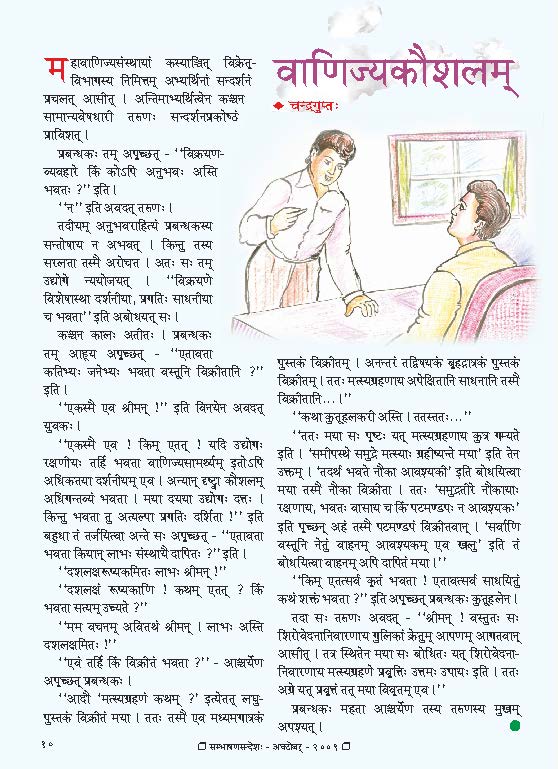 वाणिज्यकौशलम्
◆ चन्द्रगुप्तः
महावाणिज्यसंस्थायां कस्याश्चित् विक्रेतृ-
विभागस्य निमित्तम् अभ्यर्थिनां सन्दर्शनं
प्रचलत् आसीत् । अन्तिमाभ्यर्थित्वेन कश्चन
सामान्यवेषधारी तरुणः सन्दर्शनप्रकोष्ठं
प्राविशत् ।
प्रबन्धकः तम् अपृच्छत् - ‘‘विक्रयण-
व्यवहारे किं कोऽपि अनुभवः अस्ति
भवतः ?’’ इति ।
‘‘न’’ इति अवदत् तरुणः ।
तदीयम् अनुभवराहित्यं प्रबन्धकस्य
सन्तोषाय न अभवत् । किन्तु तस्य
सरलता तस्मै अरोचत । अतः सः तम्
उद्योगे न्ययोजयत् । ‘‘विक्रयणे
विशेषास्था दर्शनीया, प्रगतिः साधनीया
च भवता’’ इति अबोधयत् सः ।
कश्चन कालः अतीतः । प्रबन्धकः
तम् आहूय अपृच्छत् - ‘‘एतावता
कतिभ्यः जनेभ्यः भवता वस्तूनि विक्रीतानि ?’’
इति ।
‘‘एकस्मै एव श्रीमन् !’’ इति विनयेन अवदत्
युवकः ।
‘‘एकस्मै एव ! किम् एतत् ! यदि उद्योगः
रक्षणीयः तर्हि भवता वाणिज्यसामर्थ्यम् इतोऽपि
अधिकतया दर्शनीयम् एव । अन्यान् दृष्ट्वा कौशलम्
अधिगन्तव्यं भवता । मया दयया उद्योगः दत्तः ।
किन्तु भवता तु अत्यल्पा प्रगतिः दर्शिता !’’ इति
बहुधा तं तर्जयित्वा अन्ते सः अपृच्छत् - ‘‘एतावता
भवता कियान् लाभः संस्थायै दापितः ?’’ इति ।
‘‘दशलक्षरूप्यकमितः लाभः श्रीमन् !’’
‘‘दशलक्षं रूप्यकाणि ! कथम् एतत् ? किं
भवता सत्यम् उच्यते ?’’
‘‘मम वचनम् अवितथं श्रीमन् । लाभः अस्ति
दशलक्षमितः !’’
‘‘एवं तर्हि किं विक्रीतं भवता ?’’ - आश्चर्येण
अपृच्छत् प्रबन्धकः ।
‘‘आदौ ‘मत्स्यग्रहणं कथम् ?’ इत्येतत् लघु-
पुस्तकं विक्रीतं मया । ततः तस्मै एव मध्यमगात्रकं
पुस्तकं विक्रीतम् । अनन्तरं तद्विषयकं बृहद्गात्रकं पुस्तकं
विक्रीतम् । ततः मत्स्यग्रहणाय अपेक्षितानि साधनानि तस्मै
विक्रीतानि...।’’
‘‘कथा कुतूहलकरी अस्ति । ततस्ततः...’’
‘‘ततः मया सः पृष्टः यत् मत्स्यग्रहणाय कुत्र गम्यते
इति । ‘समीपस्थे समुद्रे मत्स्याः ग्रहीष्यन्ते मया’ इति तेन
उक्तम् । ‘तदर्थं भवते नौका आवश्यकी’ इति बोधयित्वा
मया तस्मै नौका विक्रीता । ततः ‘समुद्रतीरे नौकायाः
रक्षणाय, भवतः वासाय च किं पटमण्डपः न आवश्यकः’
इति पृच्छन् अहं तस्मै पटमण्डपं विक्रीतवान् । ‘सर्वाणि
वस्तूनि नेतुं वाहनम् आवश्यकम् एव खलु’ इति तं
बोधयित्वा वाहनम् अपि दापितं मया।’’
‘‘किम् एतत्सर्वं कृतं भवता ! एतावत्सर्वं साधयितुं
कथं शक्तं भवता ?’’ इति अपृच्छत् प्रबन्धकः कुतूहलेन ।
तदा सः तरुणः अवदत् - ‘‘श्रीमन् ! वस्तुतः सः
शिरोवेदनानिवारणाय गुलिकां क्रेतुम् आपणम् आगतवान्
आसीत् । तत्र स्थितेन मया सः बोधितः यत् शिरोवेदना-
निवारणाय मत्स्यग्रहणे प्रवृत्तिः उत्तमः उपायः इति । ततः
अग्रे यत् प्रवृत्तं तत् मया विवृतम् एव।’’
प्रबन्धकः महता आश्चर्येण तस्य तरुणस्य मुखम्
अपश्यत् ।
१०
❐ सम्भाषणसन्देशः - अक्टोबर् - २००९ ❐